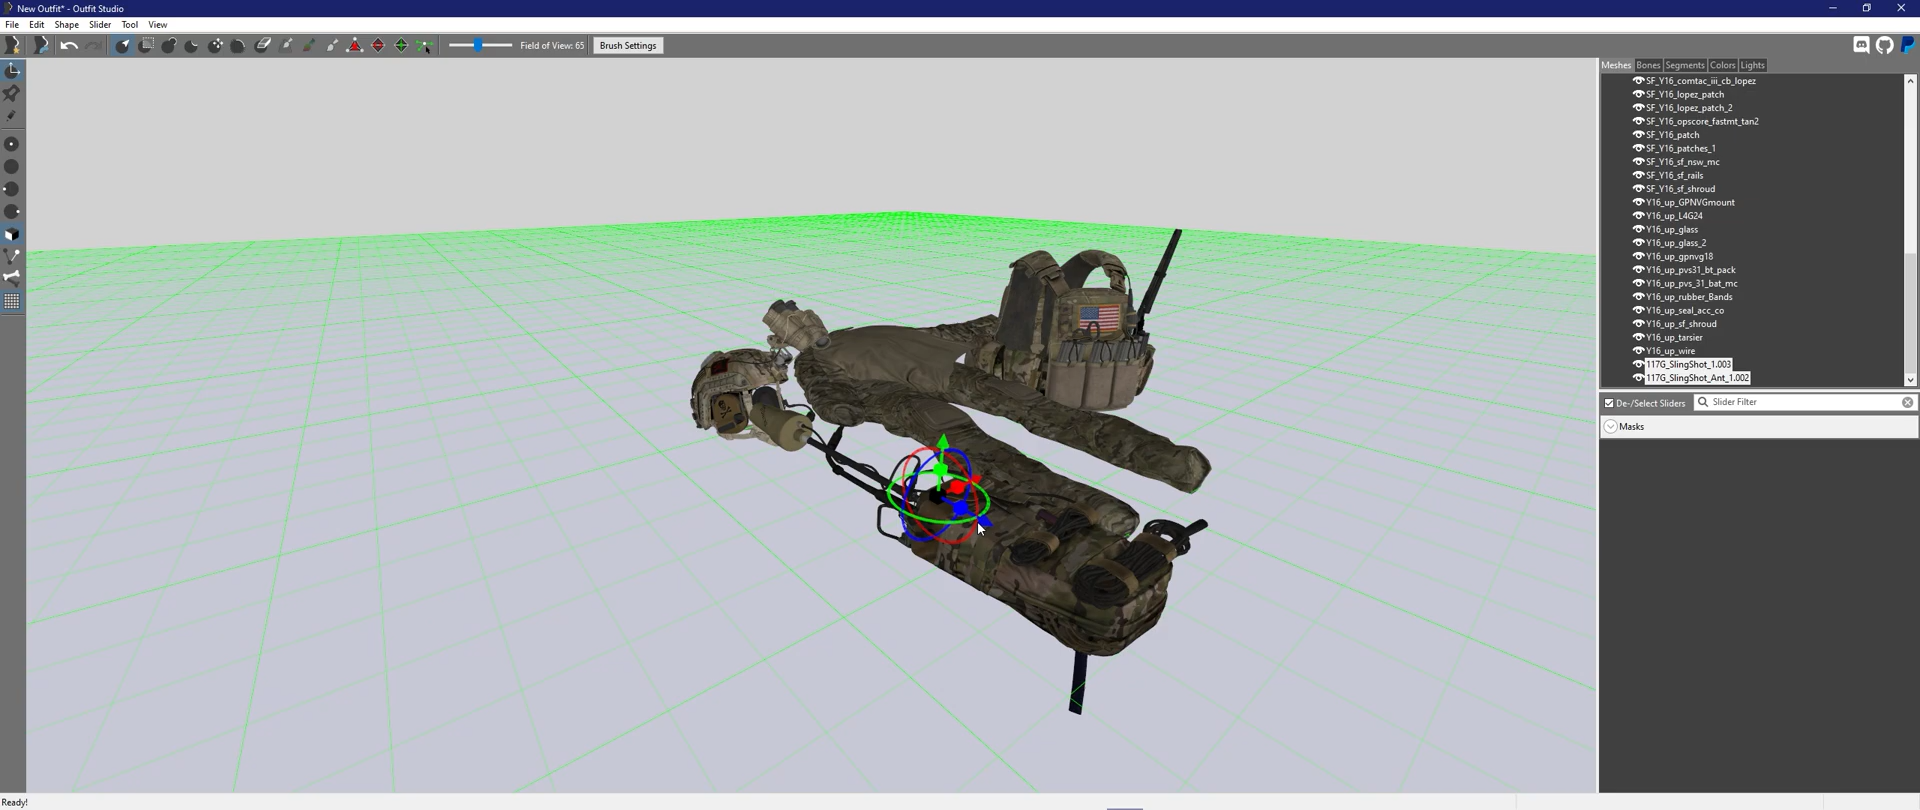 New Outfit* - Outfit Studio
File Edit Shape Slider Tool View
Field of View: 65 Brush Settings
Meshes Bones Segments Colors Lights
SF_Y16_comtac_iii_cb_lopez
SF_Y16_lopez_patch
SF_Y16_lopez_patch_2
SF_Y16_opscore_fastmt_tan2
SF_Y16_patch
SF_Y16_patches_1
SF_Y16_sf_nsw_mc
SF_Y16_sf_rails
SF_Y16_sf_shroud
Y16_up_GPNVGmount
Y16_up_L4G24
Y16_up_glass
Y16_up_glass_2
Y16_up_gpnvg18
Y16_up_pvs31_bt_pack
Y16_up_pvs_31_bat_mc
Y16_up_rubber_Bands
Y16_up_seal_acc_co
Y16_up_sf_shroud
Y16_up_tarsier
Y16_up_wire
117G_SlingShot_1.003
117G_SlingShot_Ant_1.002
De-/Select Sliders Slider Filter
Masks
Ready!